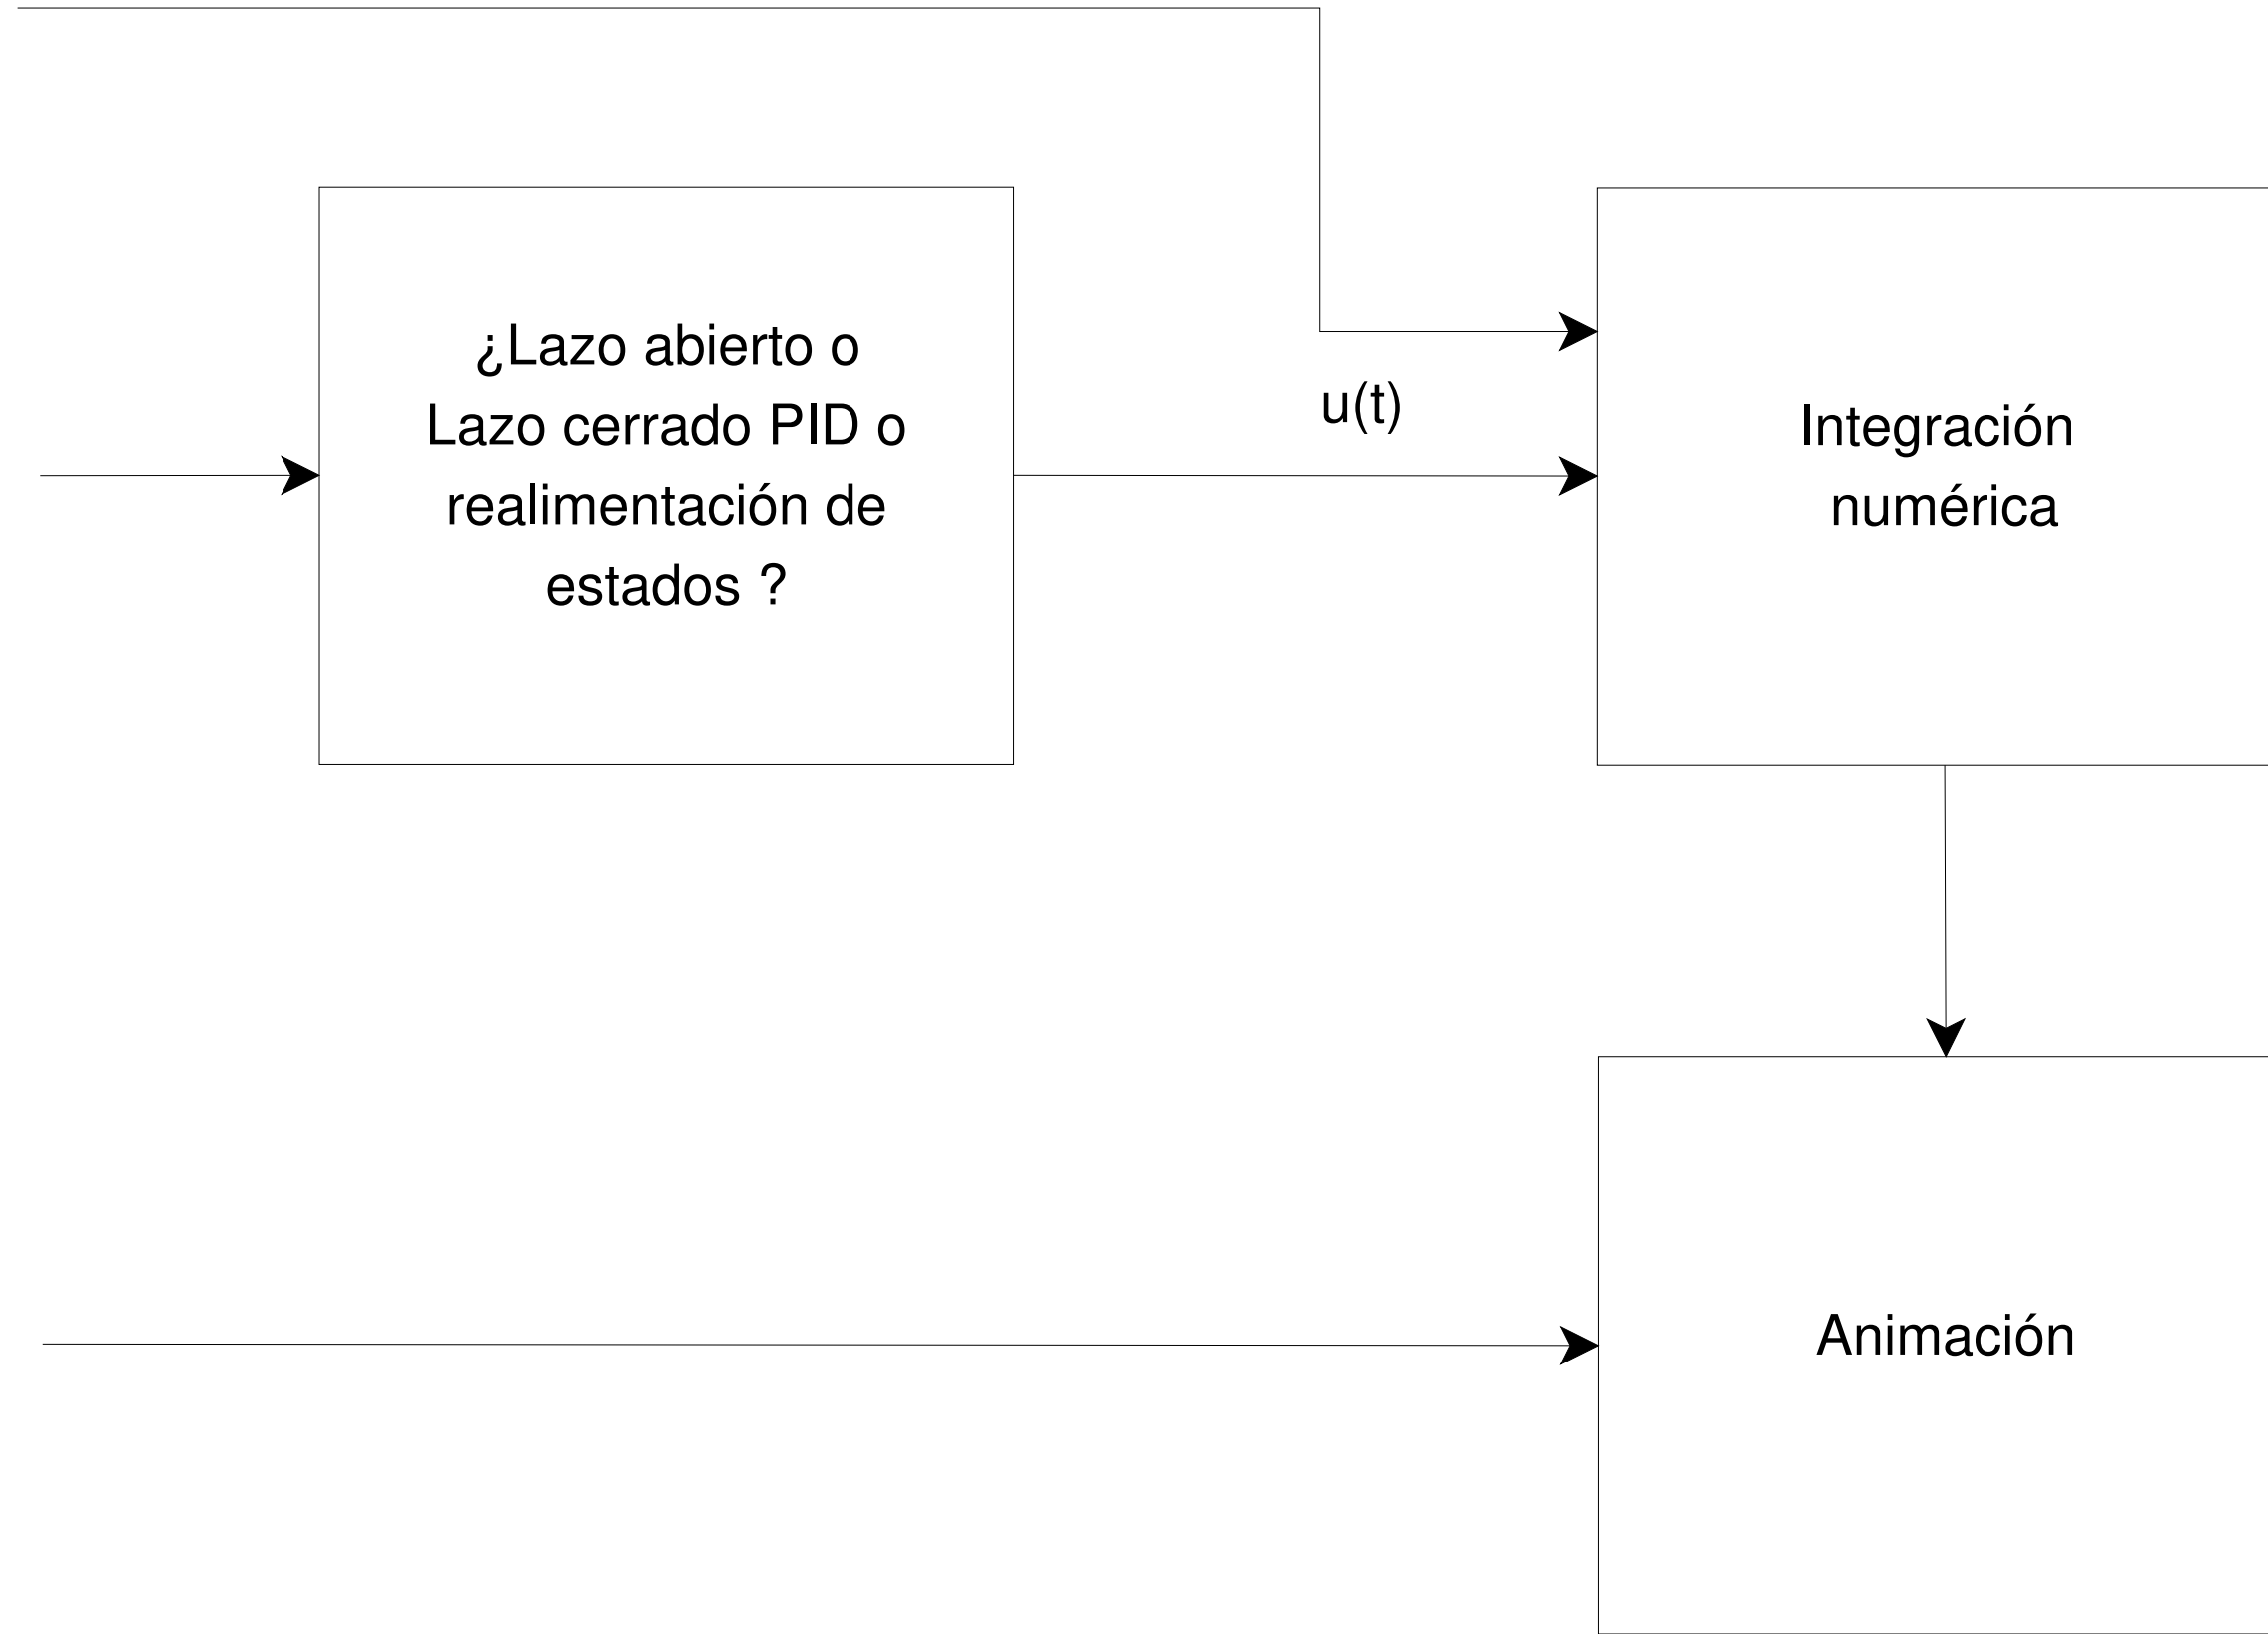 ¿Lazo abierto o
Lazo cerrado PID o
realimentación de
estados ?
u(t)
Integración
numérica
Animación